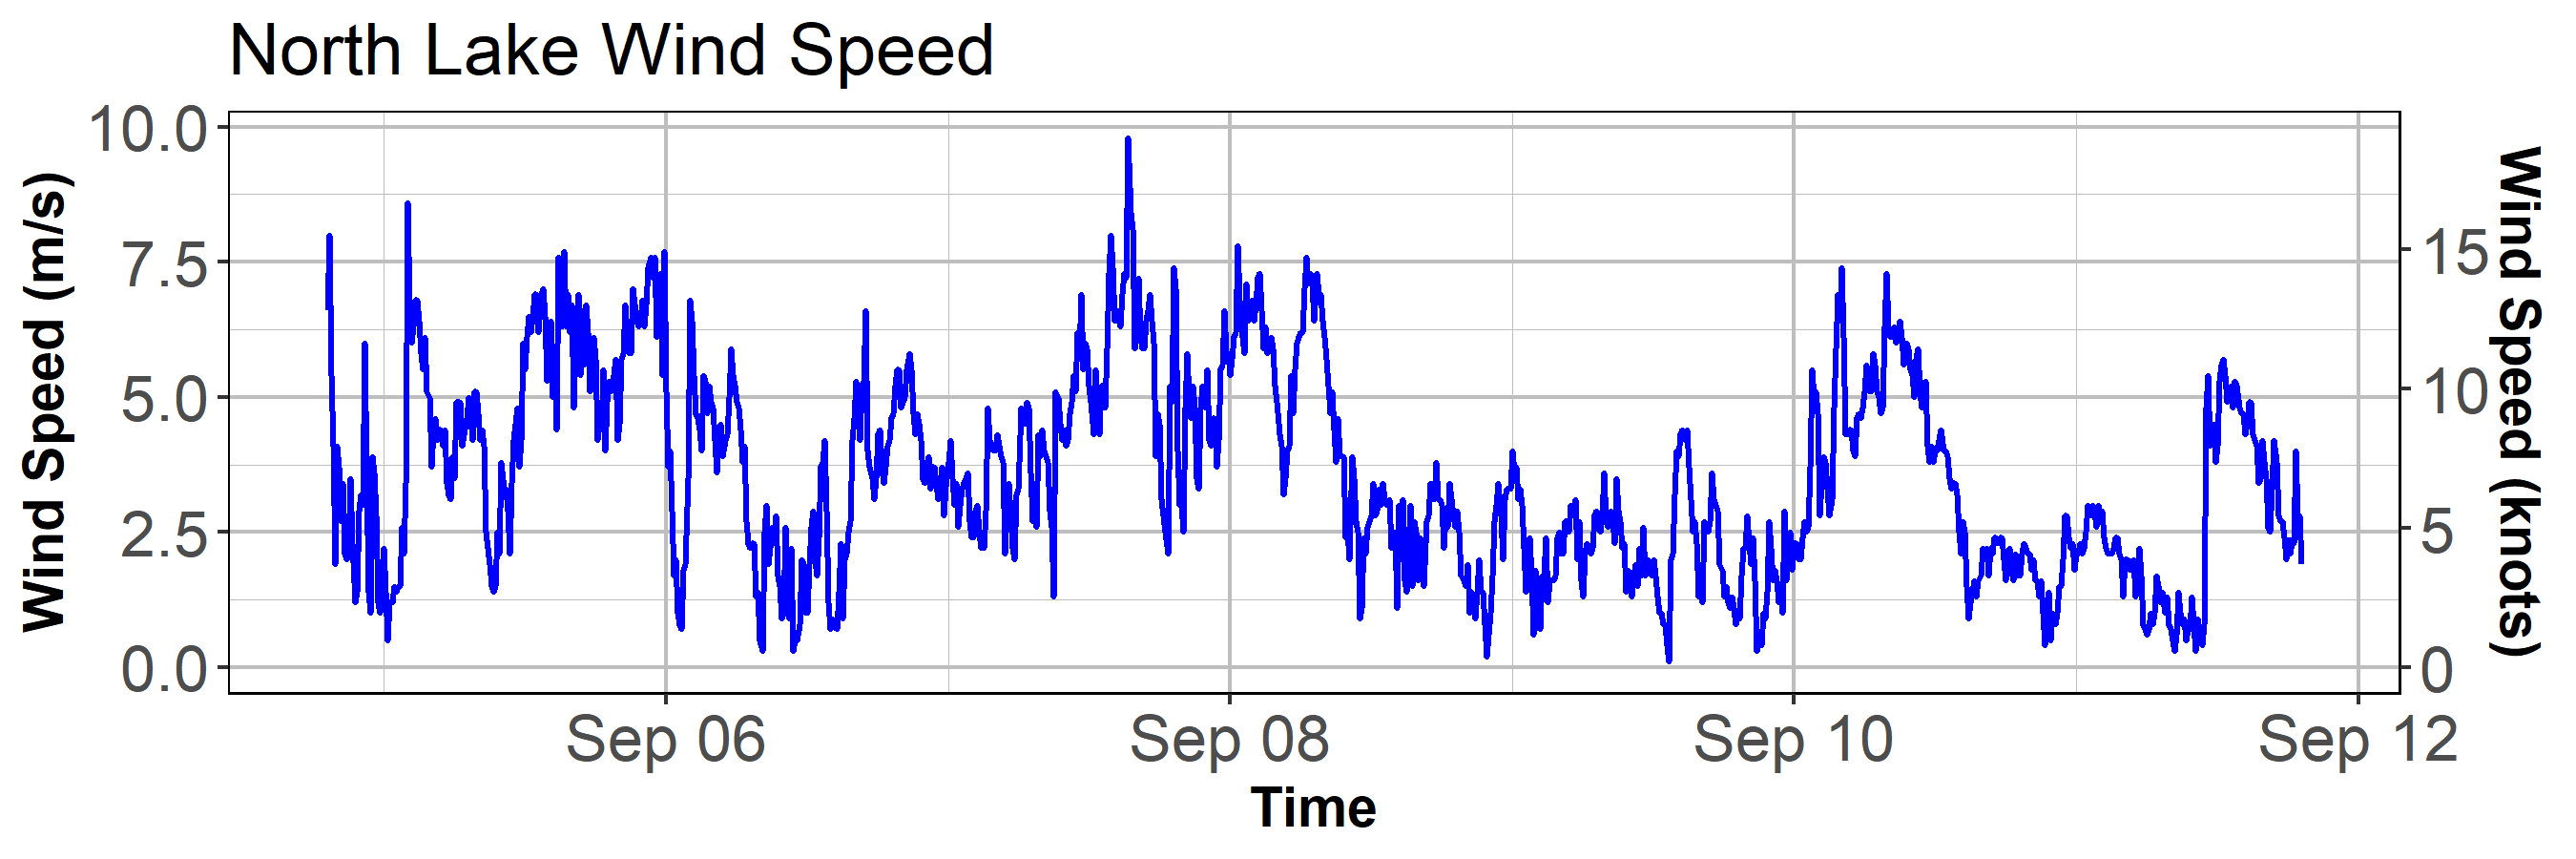 North Lake Wind Speed
10.0
7.5
5.0
2.5
0.0
Wind Speed (m/s)
15
10
5
0
Wind Speed (knots)
Sep 06
Sep 08
Sep 10
Sep 12
Time